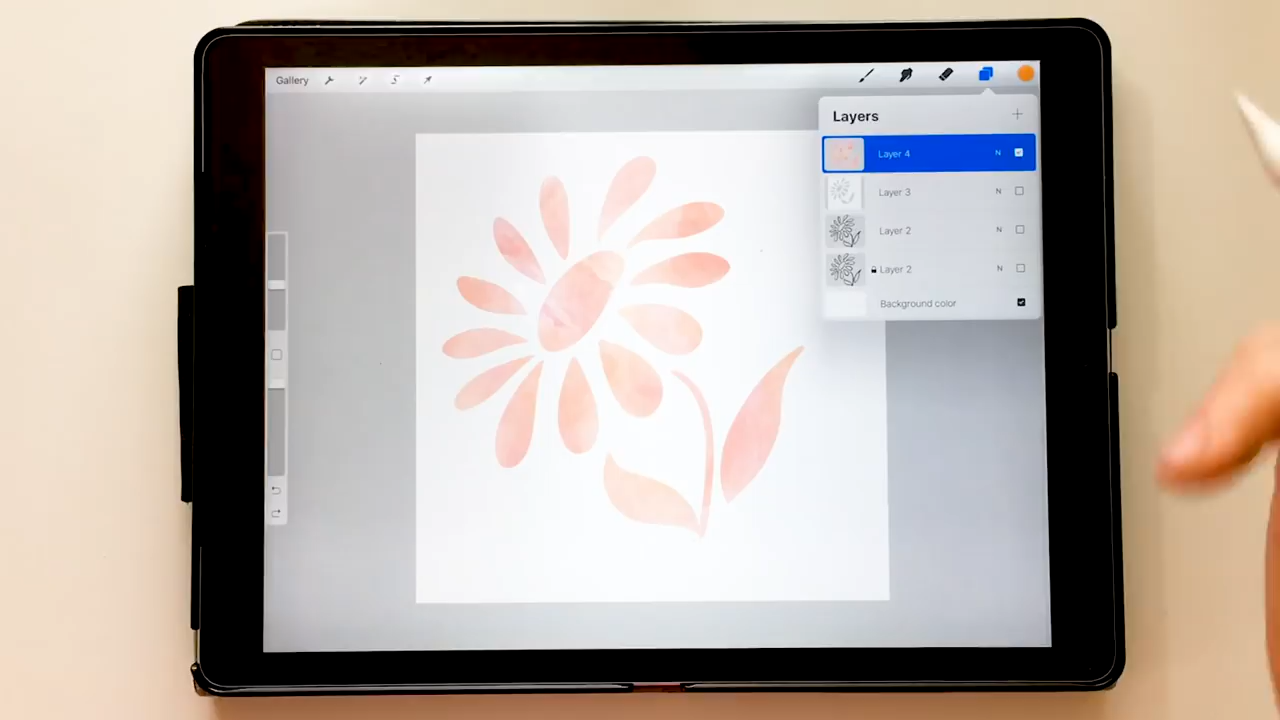 Gallery
Layers
Layer 4 N
Layer 3 N
Layer 2 N
Layer 2 N
Background color